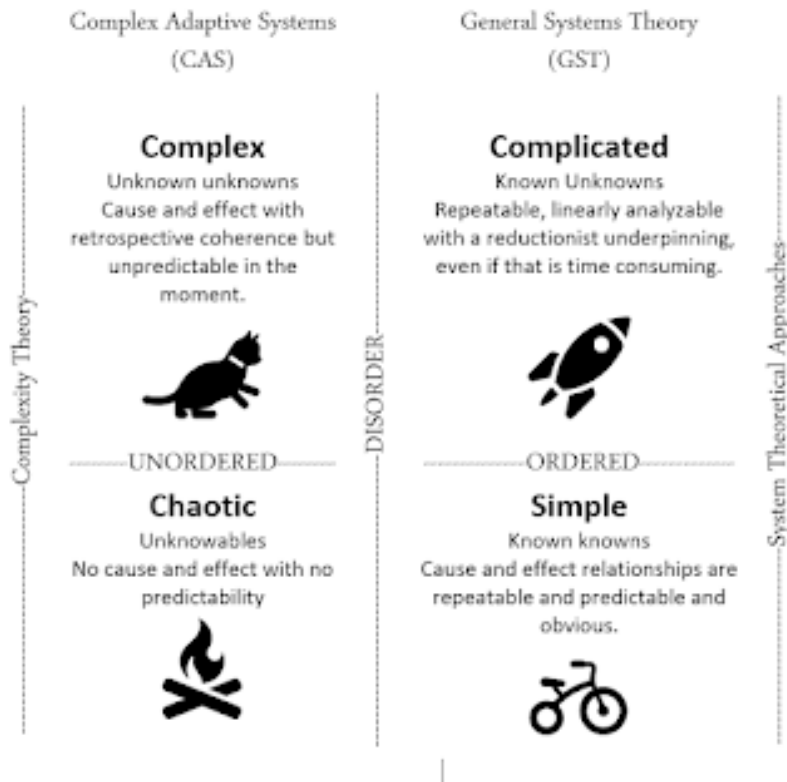 Complex Adaptive Systems
(CAS)
General Systems Theory
(GST)
Complexity Theory
Complex
Unknown unknowns
Cause and effect with
retrospective coherence but
unpredictable in the
moment.
UNORDERED
Chaotic
Unknowables
No cause and effect with no
predictability
DISORDER
Complicated
Known Unknowns
Repeatable, linearly analyzable
with a reductionist underpinning,
even if that is time consuming.
ORDERED
Simple
Known knowns
Cause and effect relationships are
repeatable and predictable and
obvious.
System Theoretical Approaches